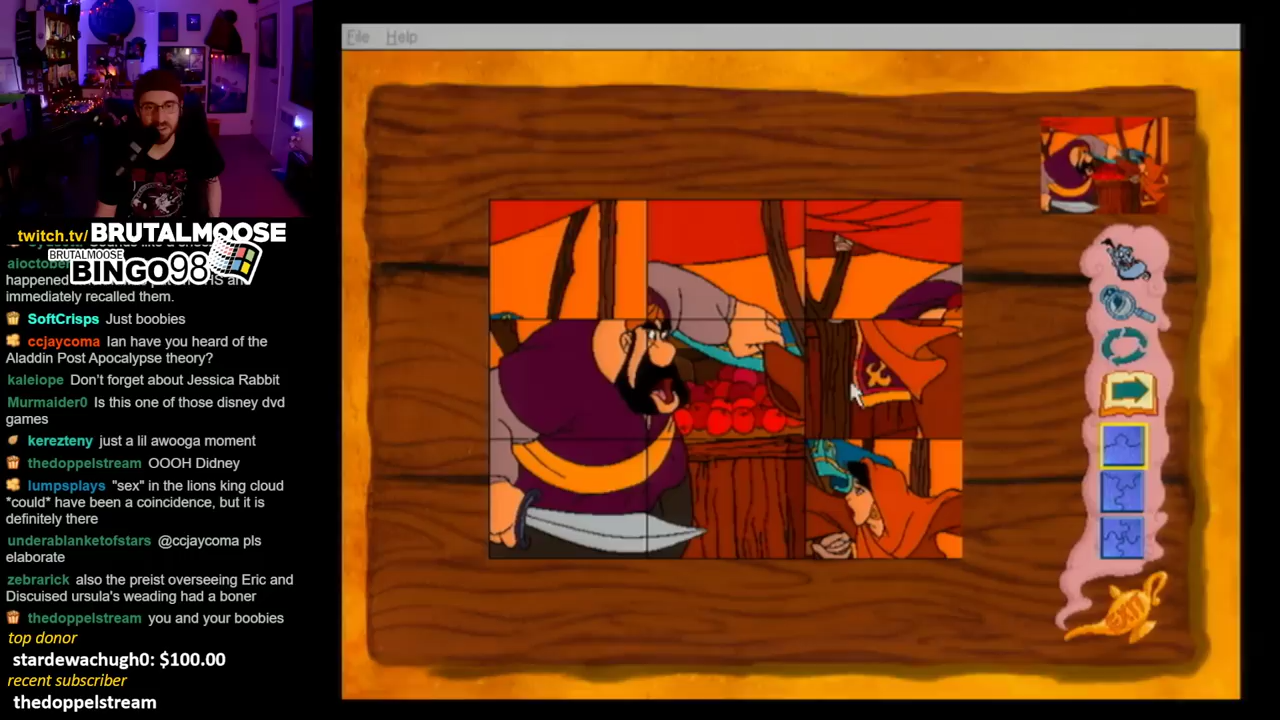 File Help
twitch.tv/BRUTALMOOSE
BRUTALMOOSE
BINGO98
aioctober
happened
immediately recalled them.
SoftCrisps Just boobies
ccjaycoma Ian have you heard of the
Aladdin Post Apocalypse theory?
kaleiope Don't forget about Jessica Rabbit
Murmaider0 Is this one of those disney dvd
games
kerezteny just a lil awooga moment
thedoppelstream OOOH Didney
lumpsplays "sex" in the lions king cloud
*could* have been a coincidence, but it is
definitely there
underablanketofstars @ccjaycoma pls
elaborate
zebrarick also the preist overseeing Eric and
Discuised ursula's weading had a boner
thedoppelstream you and your boobies
top donor
stardewachugh0: $100.00
recent subscriber
thedoppelstream
EXIT